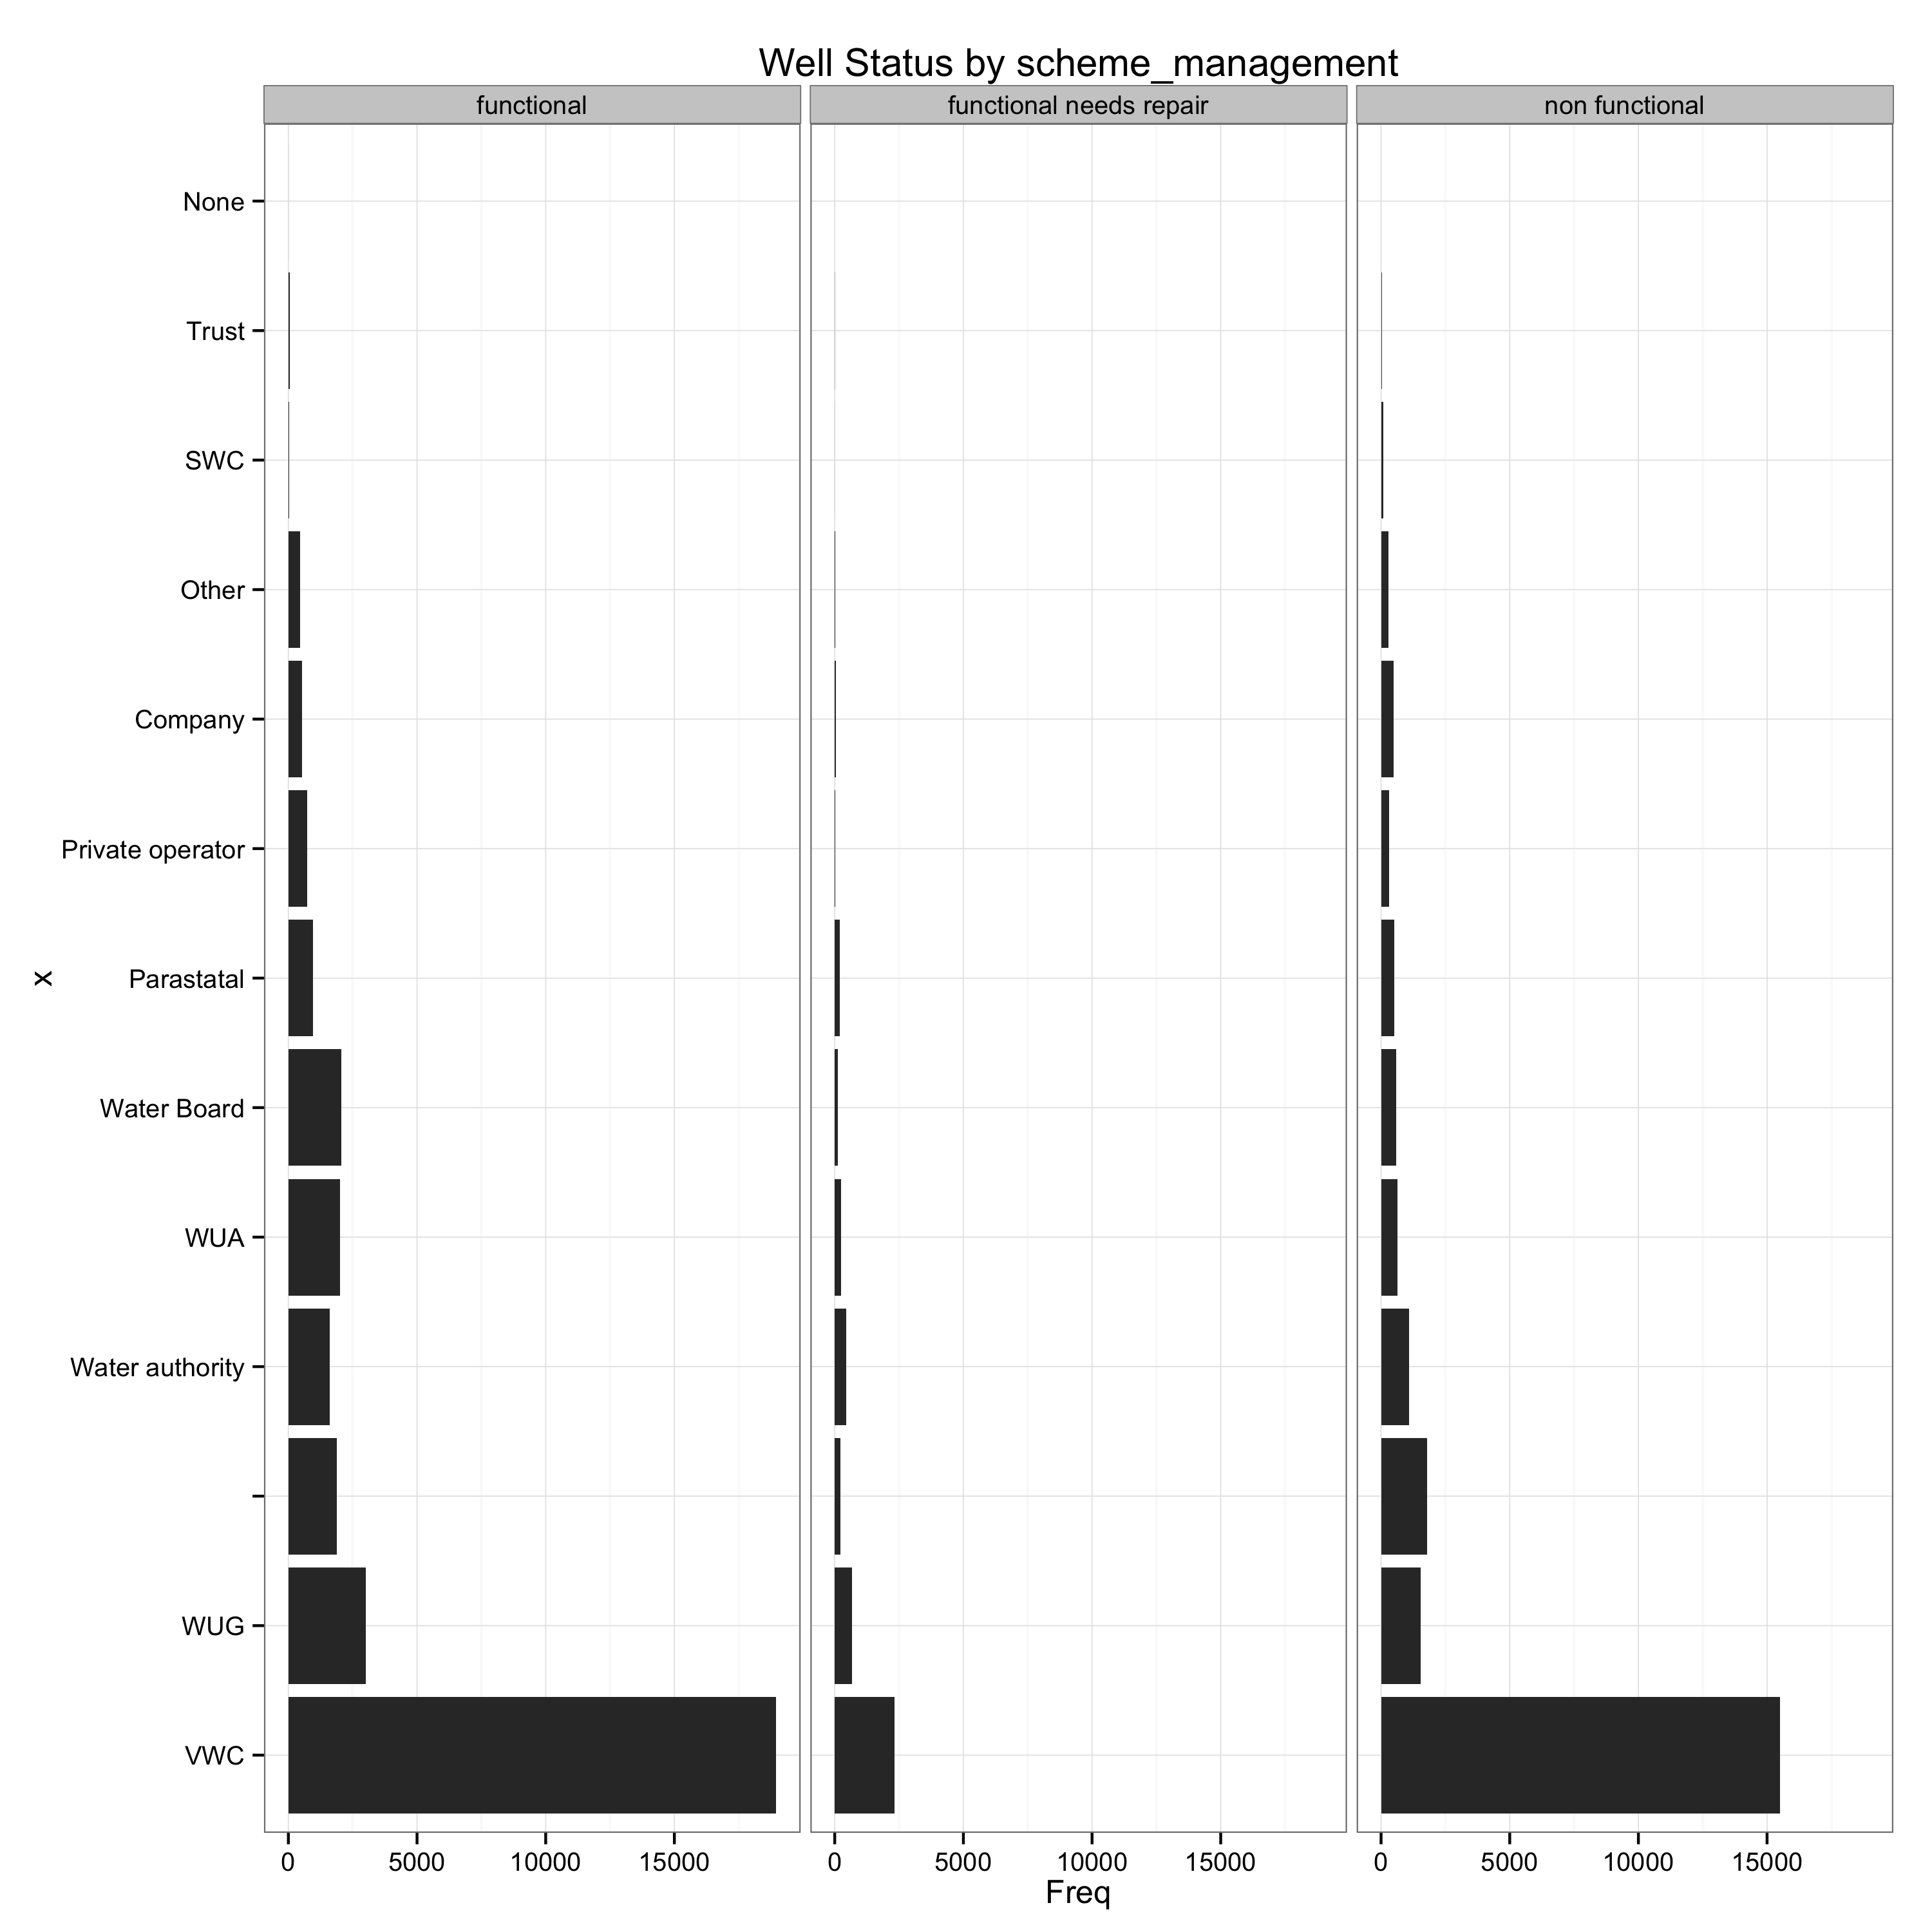 Well Status by scheme_management
functional
functional needs repair
non functional
None
Trust
SWC
Other
Company
Private operator
Parastatal
Water Board
WUA
Water authority
WUG
VWC
x
0 5000 10000 15000
0 5000 10000 15000
0 5000 10000 15000
Freq